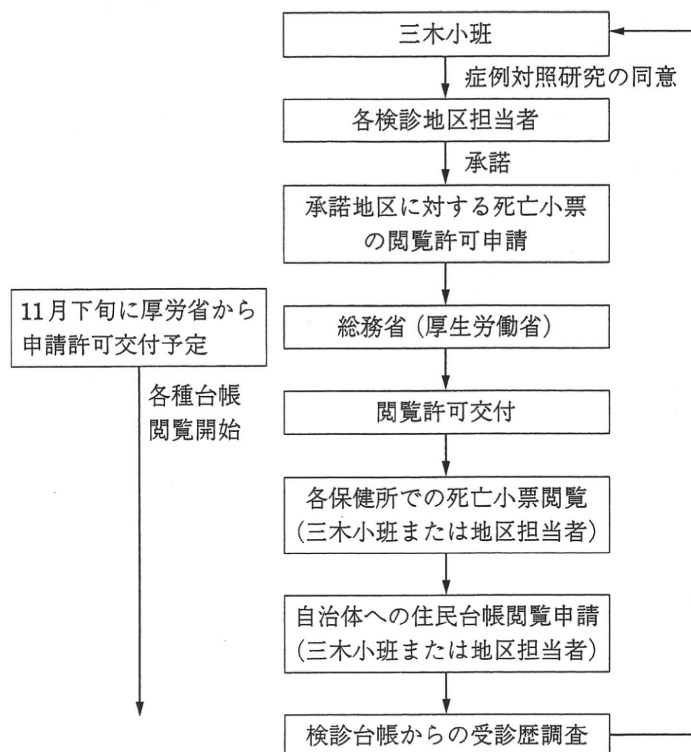 三木小班
症例対照研究の同意
各検診地区担当者
承諾
承諾地区に対する死亡小票
の閲覧許可申請
11月下旬に厚労省から
申請許可交付予定
総務省（厚生労働省）
各種台帳
閲覧開始
閲覧許可交付
各保健所での死亡小票閲覧
（三木小班または地区担当者）
自治体への住民台帳閲覧申請
（三木小班または地区担当者）
検診台帳からの受診歴調査